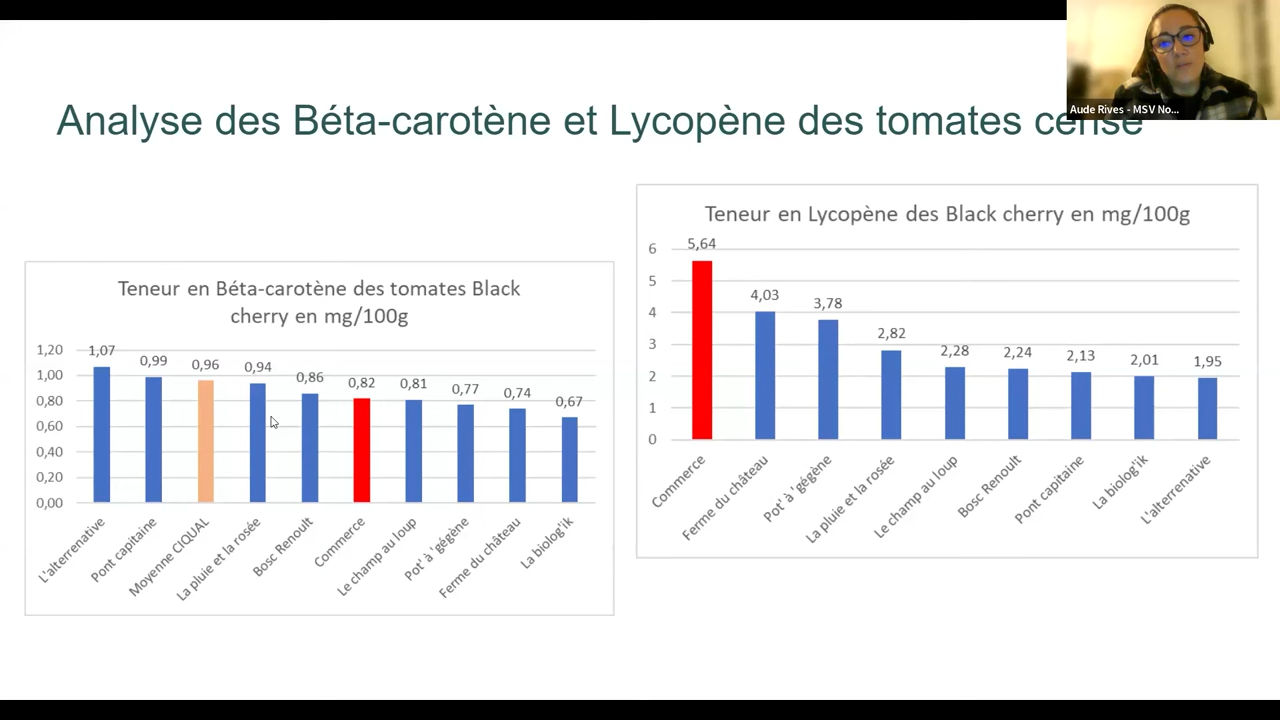 Aude Rives - MSV No...
Analyse des Béta-carotène et Lycopène des tomates cerise
Teneur en Béta-carotène des tomates Black
cherry en mg/100g
1,20
1,00
0,80
0,60
0,40
0,20
0,00
1,07
0,99
0,96
0,94
0,86
0,82
0,81
0,77
0,74
0,67
L'alterrenative
Pont capitaine
Moyenne CIQUAL
La pluie et la rosée
Bosc Renoult
Commerce
Le champ au loup
Pot' à 'gégène
Ferme du château
La biolog'ik
Teneur en Lycopène des Black cherry en mg/100g
6
5
4
3
2
1
0
5,64
4,03
3,78
2,82
2,28
2,24
2,13
2,01
1,95
Commerce
Ferme du château
Pot' à 'gégène
La pluie et la rosée
Le champ au loup
Bosc Renoult
Pont capitaine
La biolog'ik
L'alterrenative